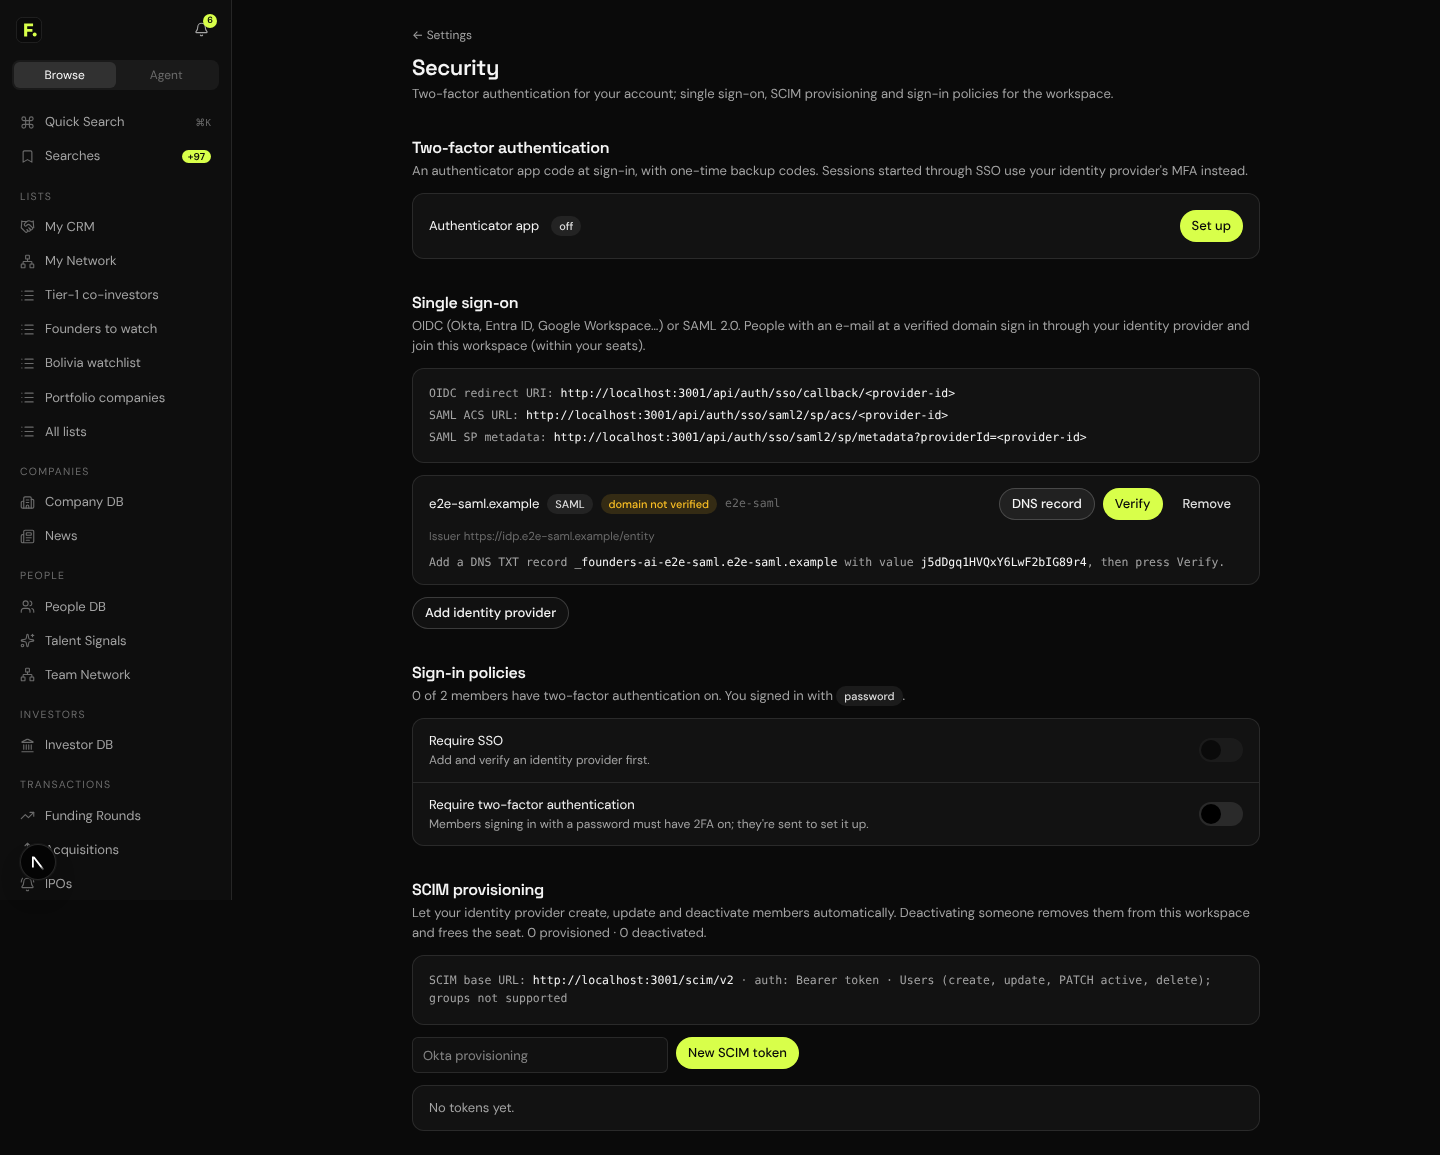 F.
6
Browse
Agent
Quick Search
⌘K
Searches
+97
LISTS
My CRM
My Network
Tier-1 co-investors
Founders to watch
Bolivia watchlist
Portfolio companies
All lists
COMPANIES
Company DB
News
PEOPLE
People DB
Talent Signals
Team Network
INVESTORS
Investor DB
TRANSACTIONS
Funding Rounds
Acquisitions
IPOs
← Settings
Security
Two-factor authentication for your account; single sign-on, SCIM provisioning and sign-in policies for the workspace.
Two-factor authentication
An authenticator app code at sign-in, with one-time backup codes. Sessions started through SSO use your identity provider's MFA instead.
Authenticator app
off
Set up
Single sign-on
OIDC (Okta, Entra ID, Google Workspace…) or SAML 2.0. People with an e-mail at a verified domain sign in through your identity provider and
join this workspace (within your seats).
OIDC redirect URI: http://localhost:3001/api/auth/sso/callback/<provider-id>
SAML ACS URL: http://localhost:3001/api/auth/sso/saml2/sp/acs/<provider-id>
SAML SP metadata: http://localhost:3001/api/auth/sso/saml2/sp/metadata?providerId=<provider-id>
e2e-saml.example
SAML
domain not verified
e2e-saml
DNS record
Verify
Remove
Issuer https://idp.e2e-saml.example/entity
Add a DNS TXT record _founders-ai-e2e-saml.e2e-saml.example with value j5dDgq1HVQxY6LwF2bIG89r4, then press Verify.
Add identity provider
Sign-in policies
0 of 2 members have two-factor authentication on. You signed in with password.
Require SSO
Add and verify an identity provider first.
Require two-factor authentication
Members signing in with a password must have 2FA on; they're sent to set it up.
SCIM provisioning
Let your identity provider create, update and deactivate members automatically. Deactivating someone removes them from this workspace
and frees the seat. 0 provisioned · 0 deactivated.
SCIM base URL: http://localhost:3001/scim/v2 · auth: Bearer token · Users (create, update, PATCH active, delete);
groups not supported
Okta provisioning
New SCIM token
No tokens yet.